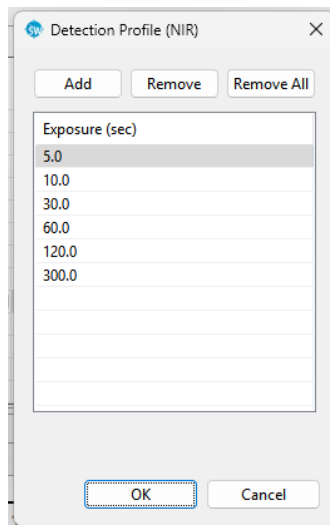 SW Detection Profile (NIR)
Add Remove Remove All
Exposure (sec)
5.0
10.0
30.0
60.0
120.0
300.0
OK Cancel